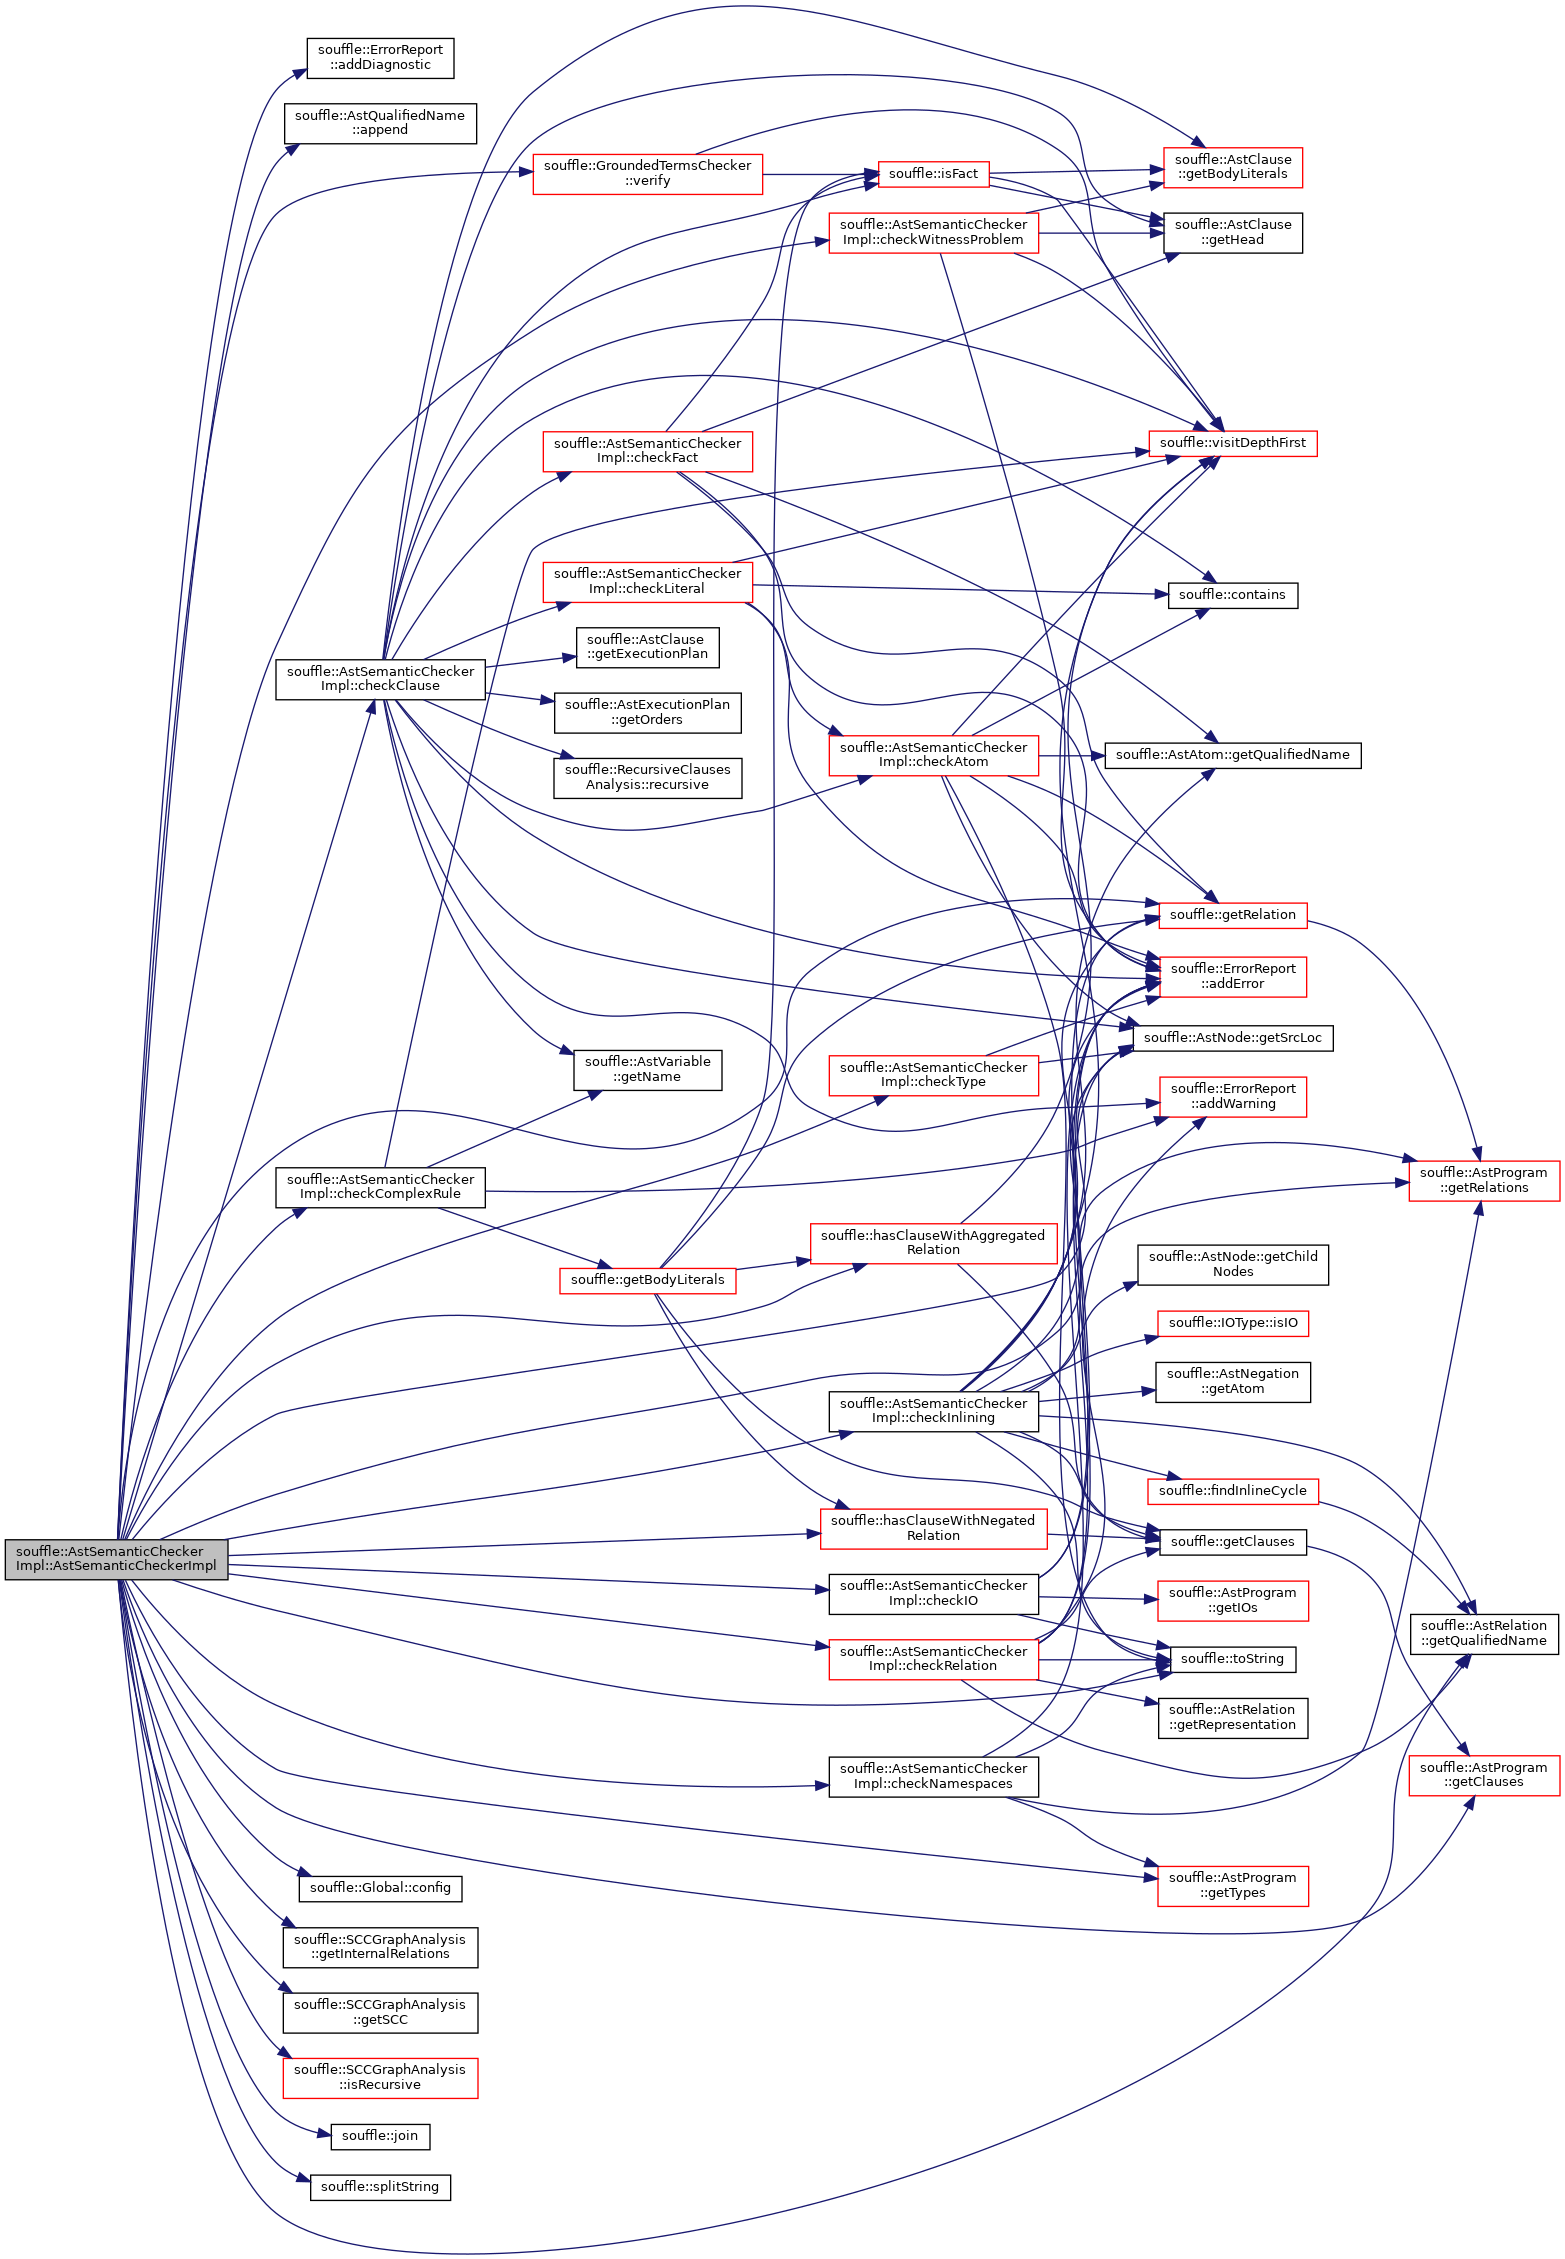 souffle::ErrorReport
::addDiagnostic
souffle::AstQualifiedName
::append
souffle::GroundedTermsChecker
::verify
souffle::isFact
souffle::AstClause
::getBodyLiterals
souffle::AstSemanticChecker
Impl::checkWitnessProblem
souffle::AstClause
::getHead
souffle::AstSemanticChecker
Impl::checkFact
souffle::visitDepthFirst
souffle::AstSemanticChecker
Impl::checkLiteral
souffle::contains
souffle::AstClause
::getExecutionPlan
souffle::AstSemanticChecker
Impl::checkClause
souffle::AstExecutionPlan
::getOrders
souffle::RecursiveClauses
Analysis::recursive
souffle::AstSemanticChecker
Impl::checkAtom
souffle::AstAtom::getQualifiedName
souffle::getRelation
souffle::ErrorReport
::addError
souffle::AstNode::getSrcLoc
souffle::AstVariable
::getName
souffle::AstSemanticChecker
Impl::checkType
souffle::ErrorReport
::addWarning
souffle::AstSemanticChecker
Impl::checkComplexRule
souffle::AstProgram
::getRelations
souffle::hasClauseWithAggregated
Relation
souffle::AstNode::getChild
Nodes
souffle::getBodyLiterals
souffle::IOType::isIO
souffle::AstSemanticChecker
Impl::checkInlining
souffle::AstNegation
::getAtom
souffle::findInlineCycle
souffle::hasClauseWithNegated
Relation
souffle::getClauses
souffle::AstSemanticChecker
Impl::AstSemanticCheckerImpl
souffle::AstSemanticChecker
Impl::checkIO
souffle::AstProgram
::getIOs
souffle::AstRelation
::getQualifiedName
souffle::AstSemanticChecker
Impl::checkRelation
souffle::toString
souffle::AstRelation
::getRepresentation
souffle::AstSemanticChecker
Impl::checkNamespaces
souffle::AstProgram
::getClauses
souffle::AstProgram
::getTypes
souffle::Global::config
souffle::SCCGraphAnalysis
::getInternalRelations
souffle::SCCGraphAnalysis
::getSCC
souffle::SCCGraphAnalysis
::isRecursive
souffle::join
souffle::splitString